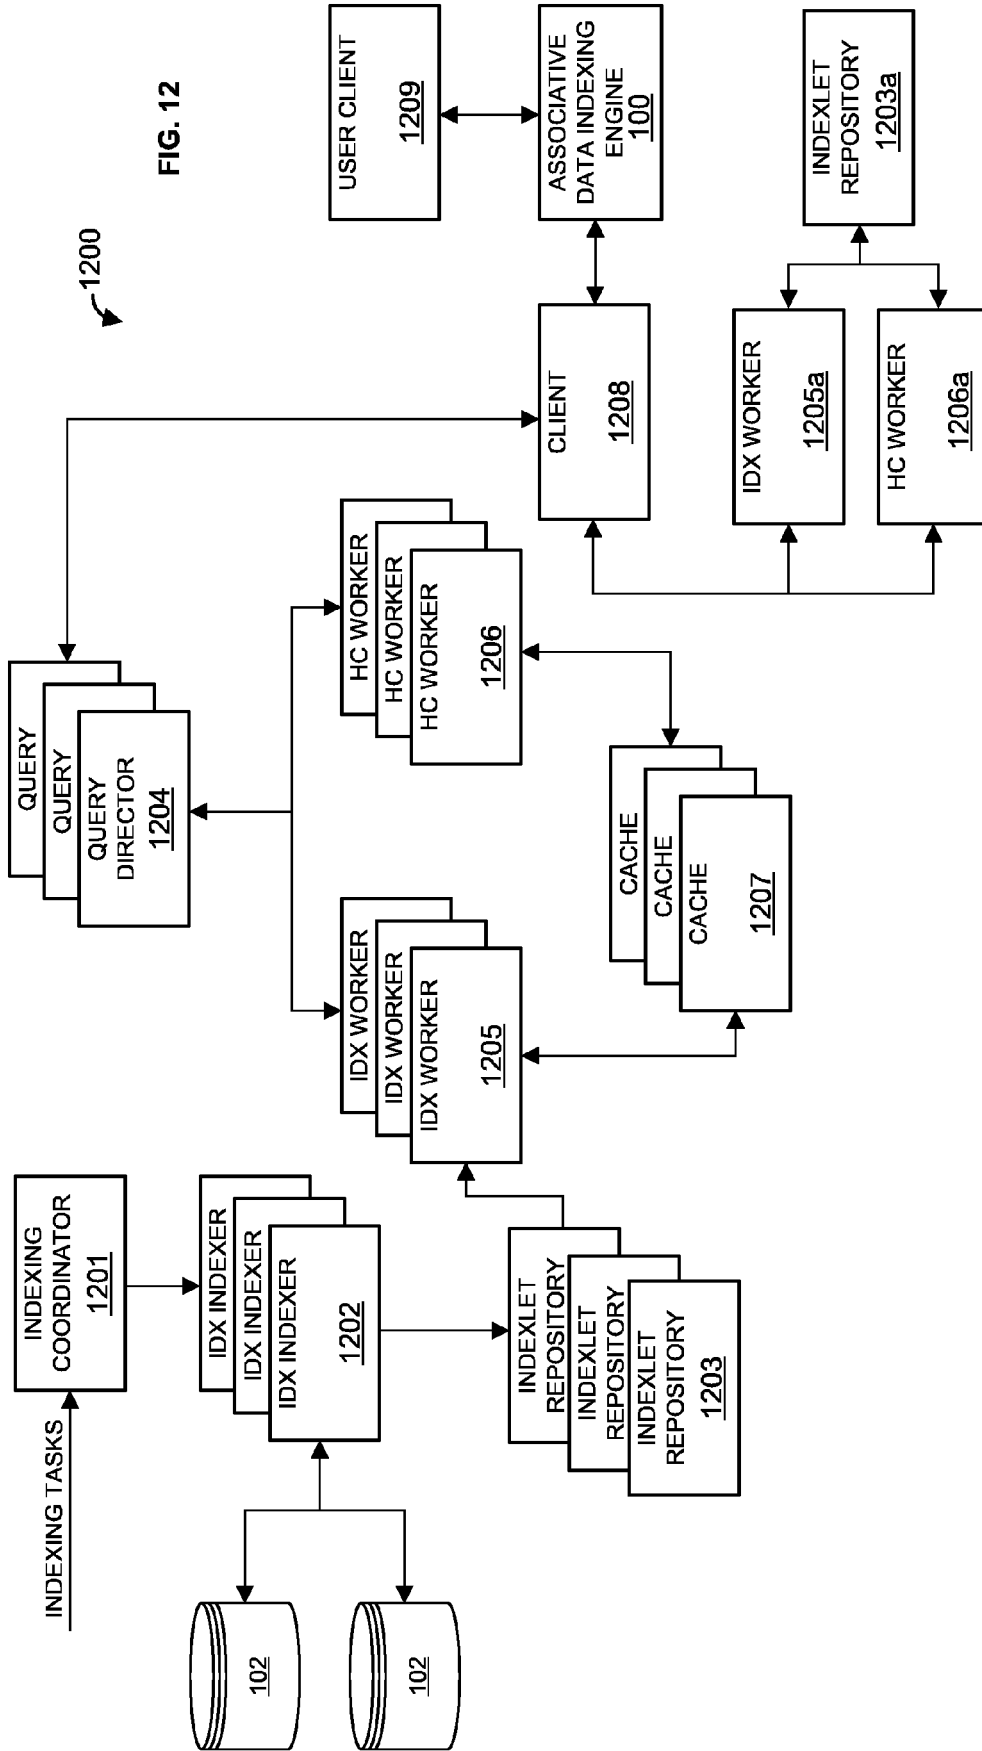 FIG. 12
1200
INDEXING TASKS
INDEXING
COORDINATOR
1201
102
102
IDX INDEXER
IDX INDEXER
IDX INDEXER
1202
INDEXLET
REPOSITORY
INDEXLET
REPOSITORY
INDEXLET
REPOSITORY
1203
QUERY
QUERY
QUERY
DIRECTOR
1204
IDX WORKER
IDX WORKER
IDX WORKER
1205
HC WORKER
HC WORKER
HC WORKER
1206
CACHE
CACHE
CACHE
1207
CLIENT
1208
USER CLIENT
1209
ASSOCIATIVE
DATA INDEXING
ENGINE
100
IDX WORKER
1205a
HC WORKER
1206a
INDEXLET
REPOSITORY
1203a